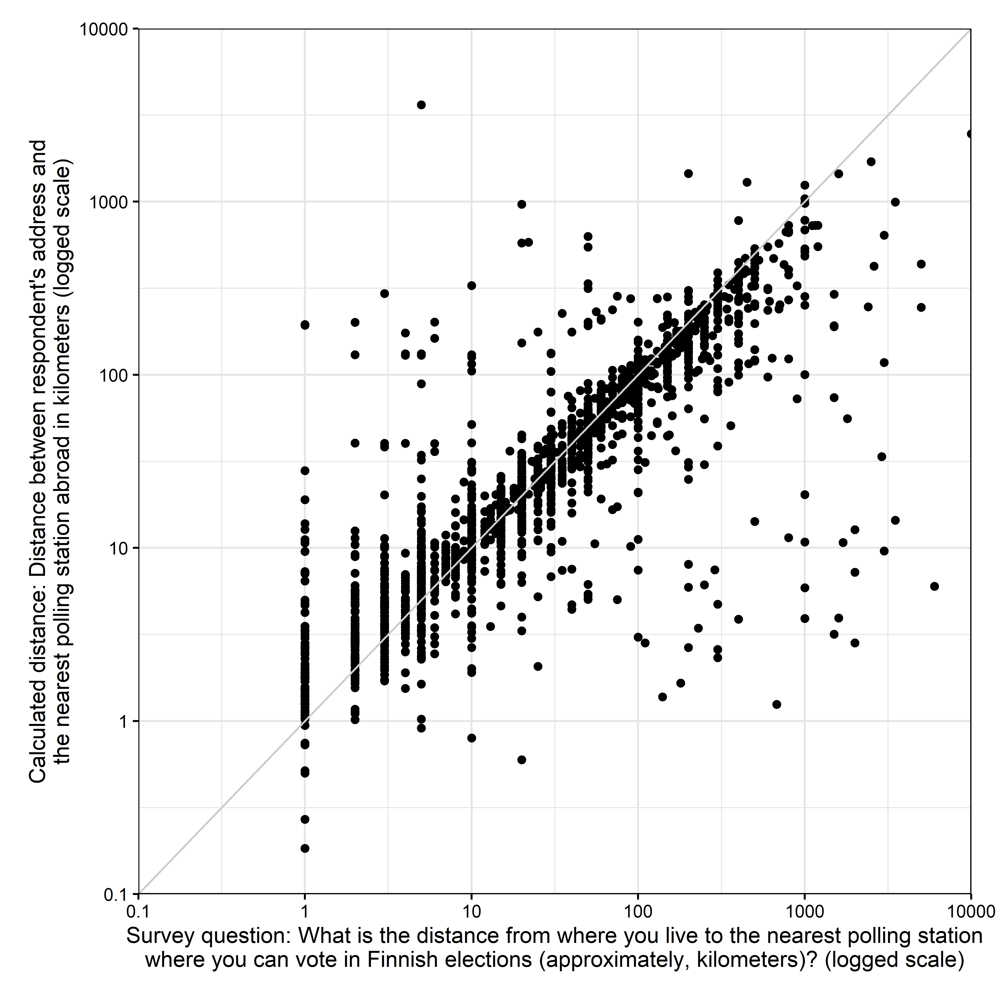 Calculated distance: Distance between respondent's address and
the nearest polling station abroad in kilometers (logged scale)
10000
1000
100
10
1
0.1
0.1 1 10 100 1000 10000
Survey question: What is the distance from where you live to the nearest polling station
where you can vote in Finnish elections (approximately, kilometers)? (logged scale)